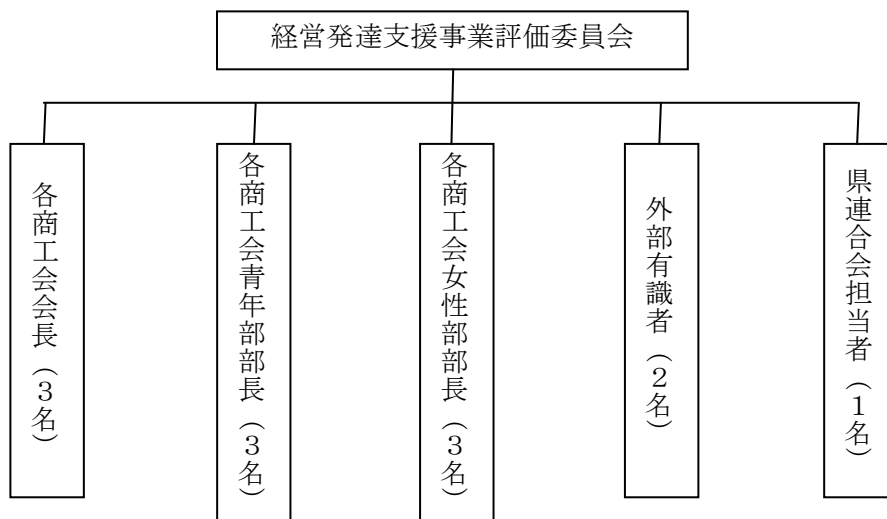 経営発達支援事業評価委員会
各商工会会長（３名）
各商工会青年部部長（３名）
各商工会女性部部長（３名）
外部有識者（２名）
県連合会担当者（１名）